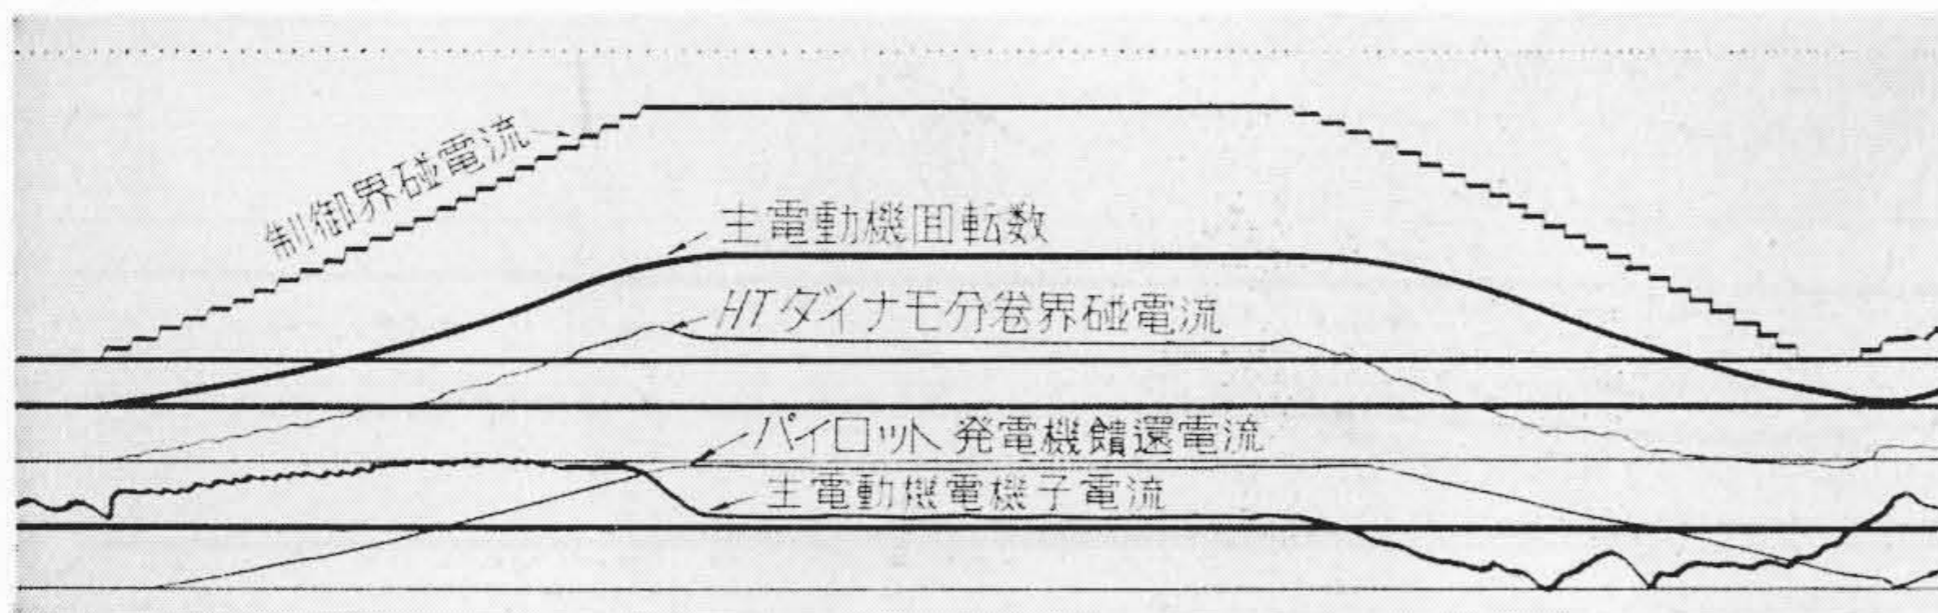 制御界磁電流
主電動機回転数
HTダイナモ分巻界磁電流
パイロット発電機饋還電流
主電動機電機子電流